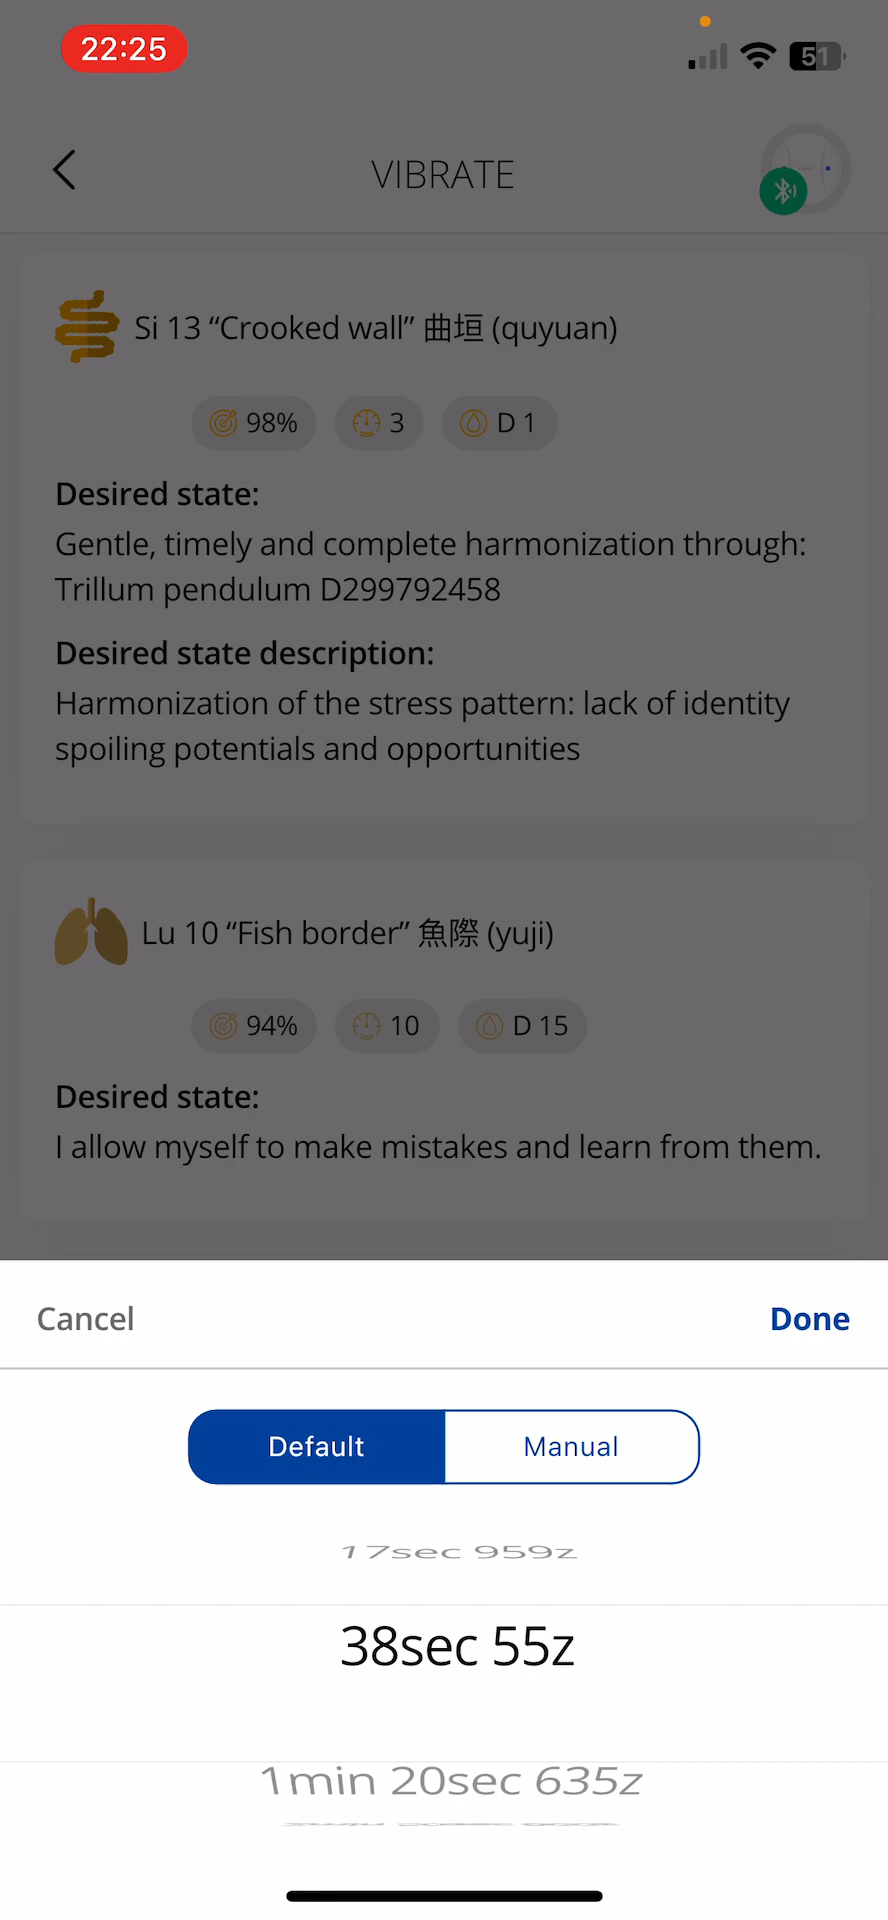 22:25
51
VIBRATE
Si 13 “Crooked wall” 曲垣 (quyuan)
98%
3
D 1
Desired state:
Gentle, timely and complete harmonization through:
Trillum pendulum D299792458
Desired state description:
Harmonization of the stress pattern: lack of identity
spoiling potentials and opportunities
Lu 10 “Fish border” 魚際 (yuji)
94%
10
D 15
Desired state:
I allow myself to make mistakes and learn from them.
Cancel
Done
Default
Manual
17sec 959z
38sec 55z
1min 20sec 635z